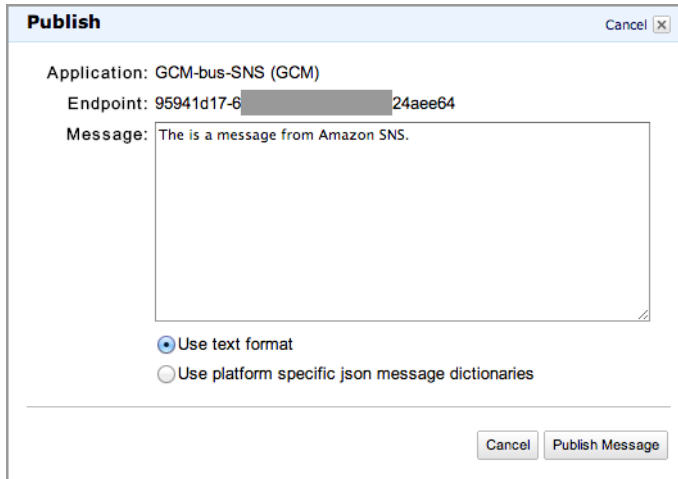 Publish
Cancel
Application: GCM-bus-SNS (GCM)
Endpoint: 95941d17-6 24aee64
Message: The is a message from Amazon SNS.
Use text format
Use platform specific json message dictionaries
Cancel Publish Message